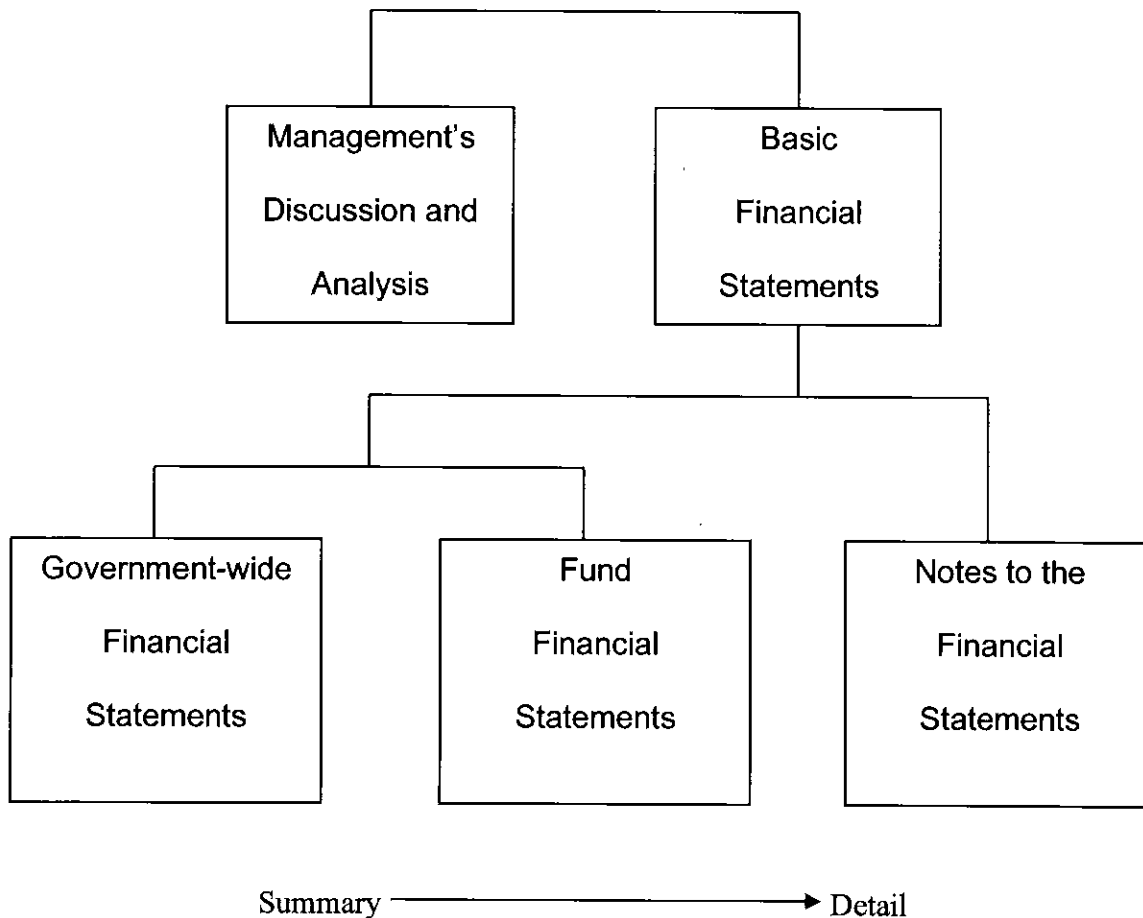 Management's
Discussion and
Analysis
Basic
Financial
Statements
Government-wide
Financial
Statements
Fund
Financial
Statements
Notes to the
Financial
Statements
Summary
Detail